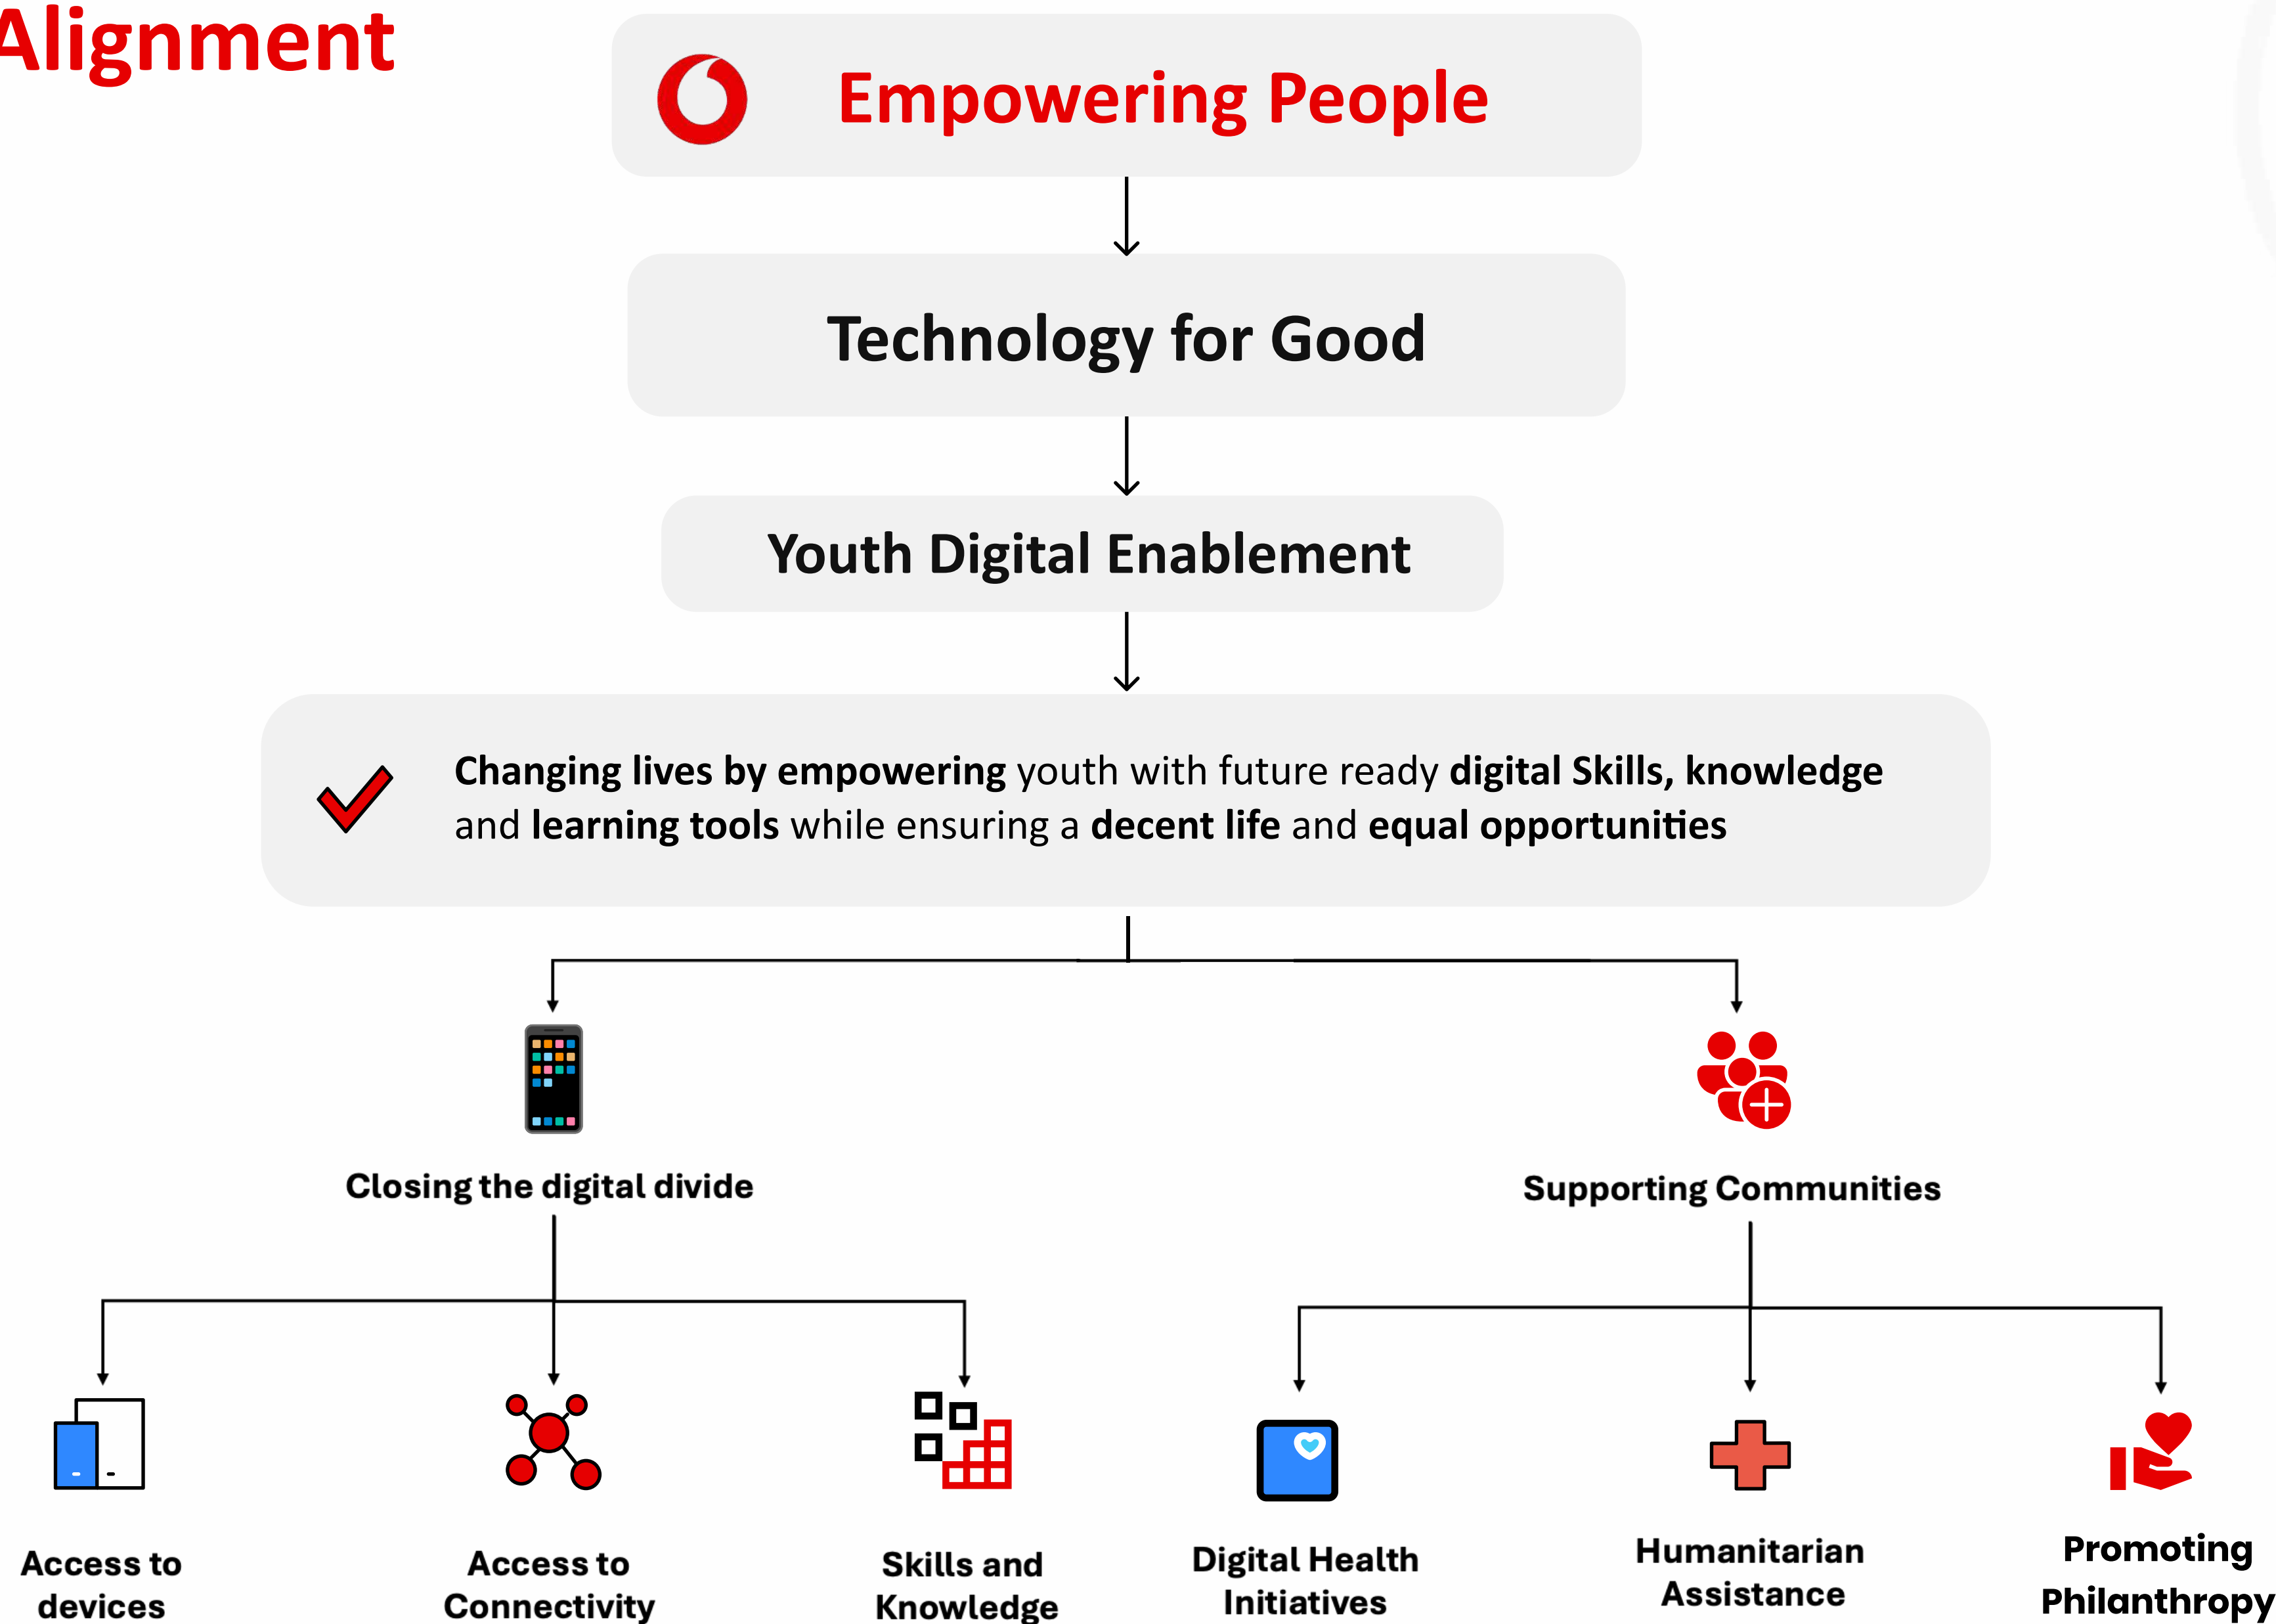 Alignment
Empowering People
Technology for Good
Youth Digital Enablement
Changing lives by empowering youth with future ready digital Skills, knowledge
and learning tools while ensuring a decent life and equal opportunities
Closing the digital divide
Supporting Communities
Access to
devices
Access to
Connectivity
Skills and
Knowledge
Digital Health
Initiatives
Humanitarian
Assistance
Promoting
Philanthropy